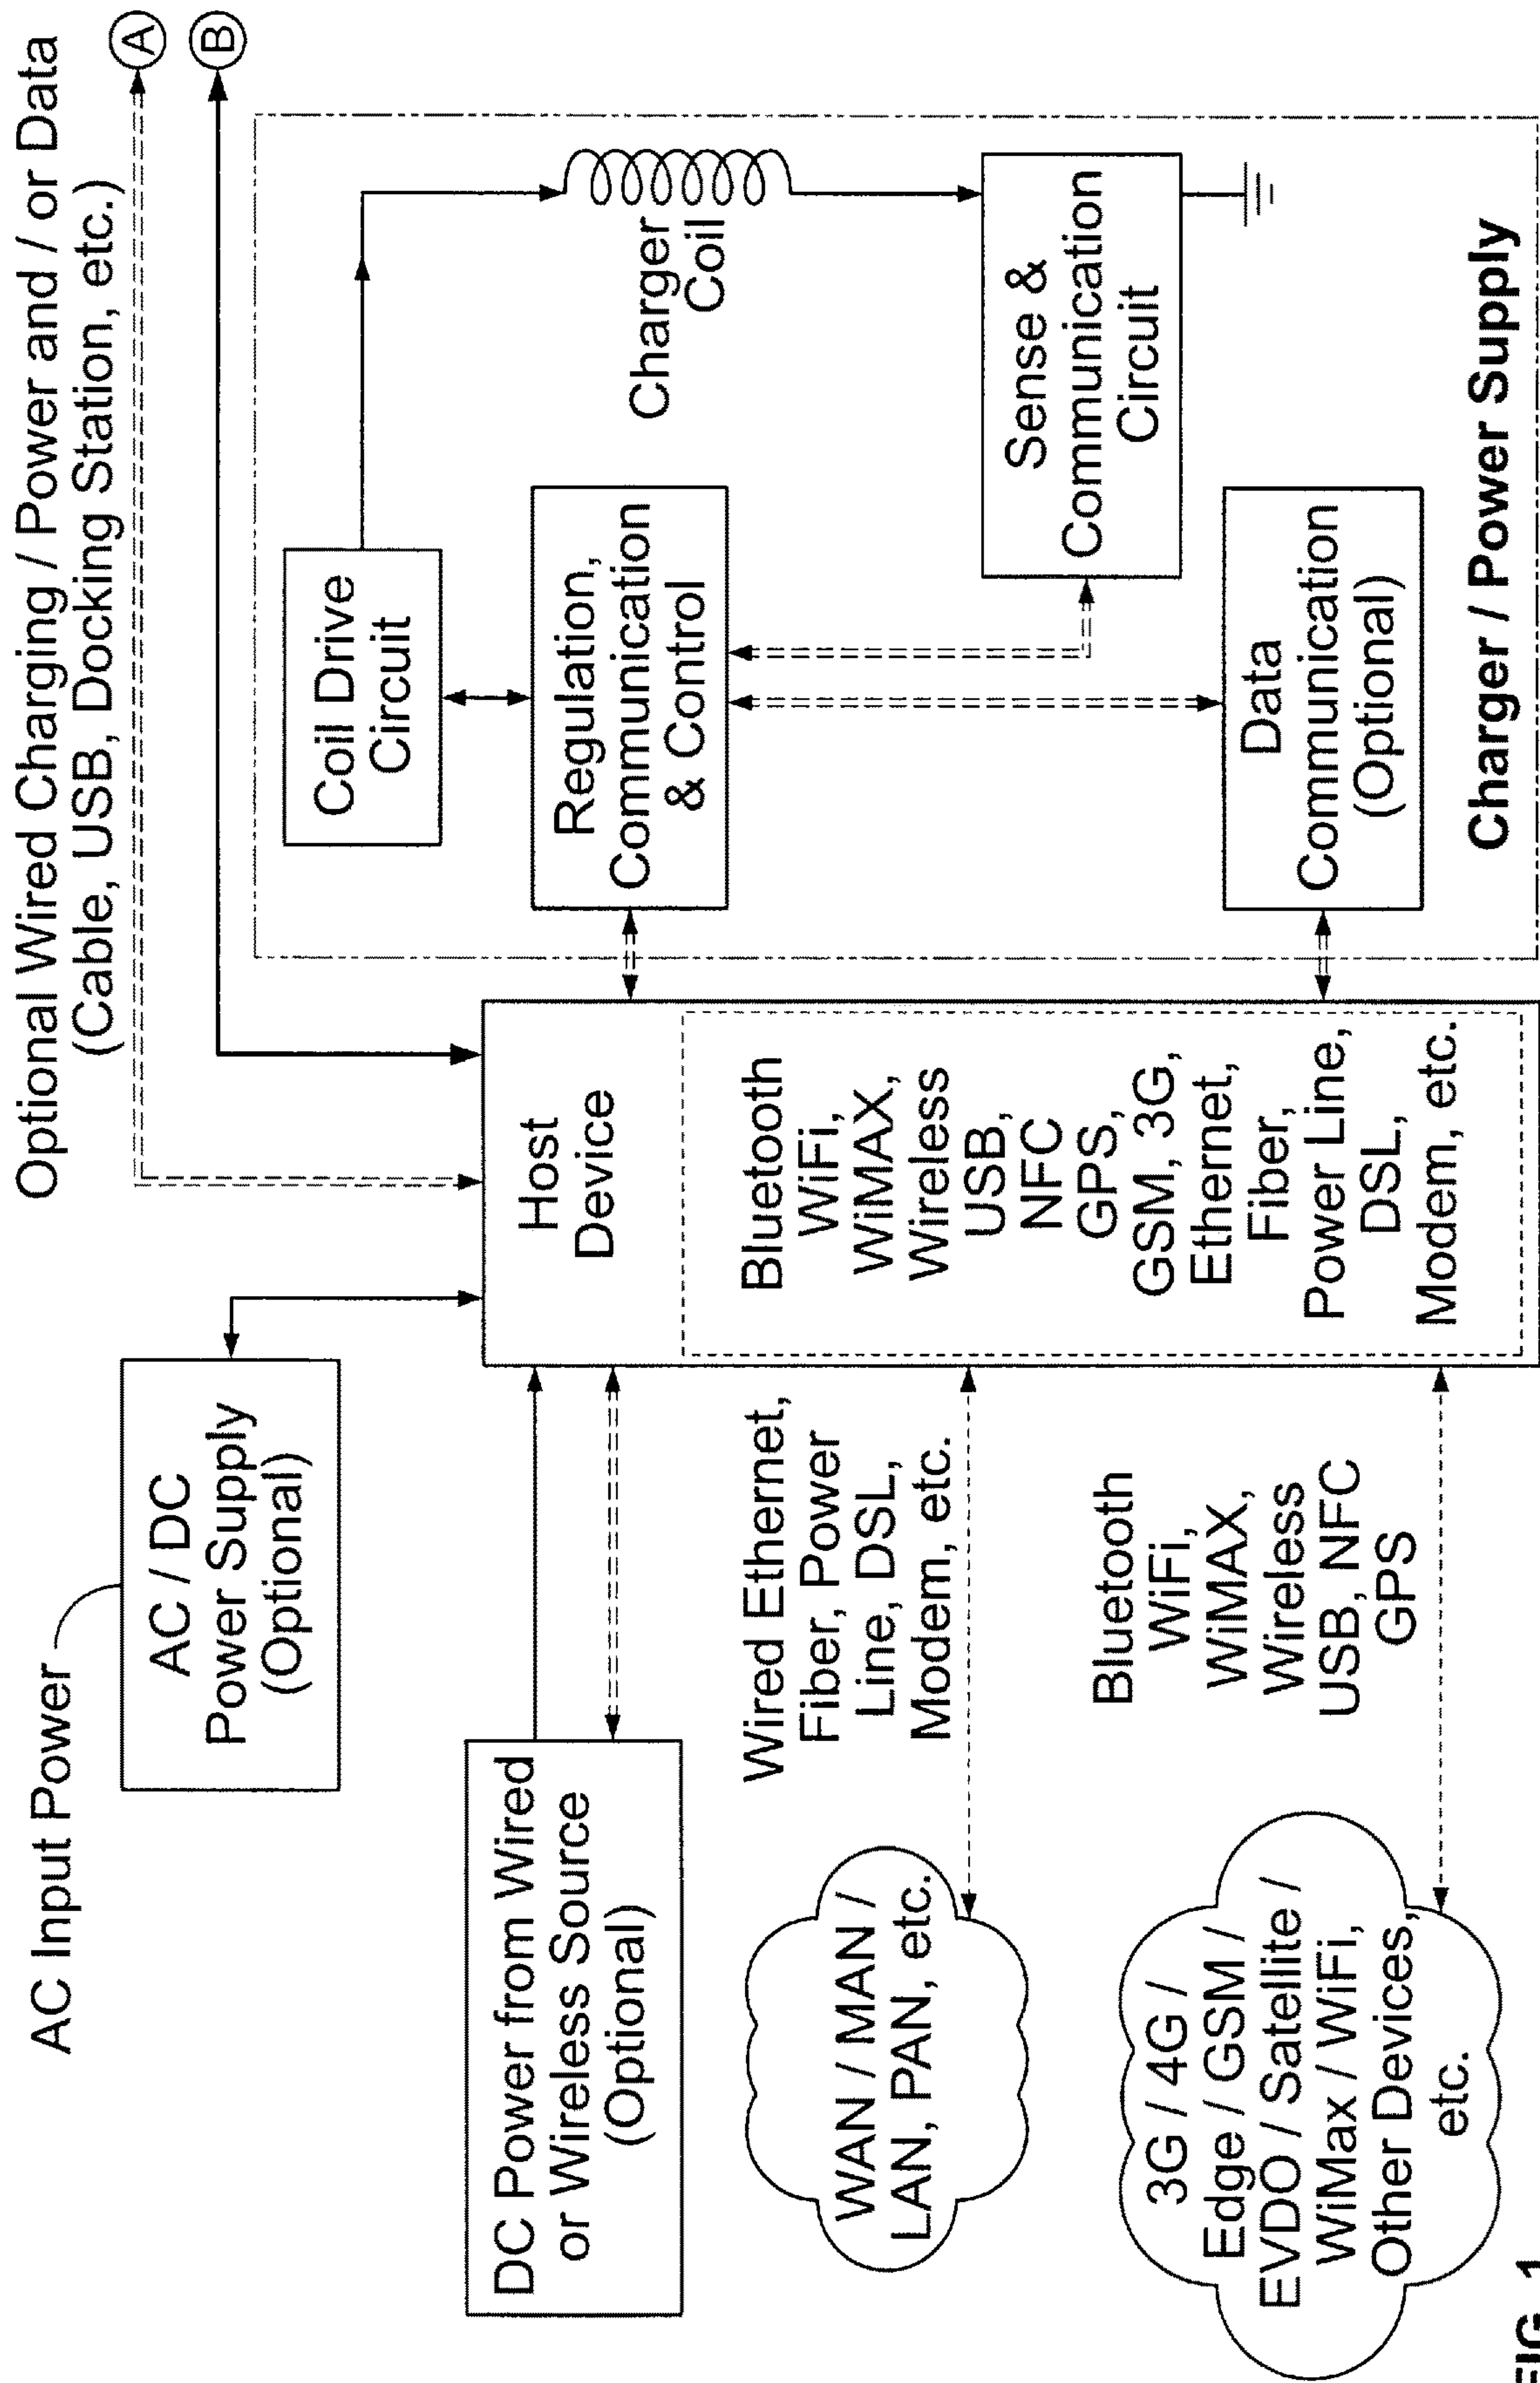 AC Input Power
AC / DC
Power Supply
(Optional)
Optional Wired Charging / Power and / or Data
(Cable, USB, Docking Station, etc.)
A
B
DC Power from Wired
or Wireless Source
(Optional)
Host
Device
Bluetooth
WiFi,
WiMAX,
Wireless
USB,
NFC
GPS,
GSM, 3G,
Ethernet,
Fiber,
Power Line,
DSL,
Modem, etc.
Coil Drive
Circuit
Regulation,
Communication
& Control
Charger
Coil
Sense &
Communication
Circuit
Data
Communication
(Optional)
Charger / Power Supply
WAN / MAN /
LAN, PAN, etc.
Wired Ethernet,
Fiber, Power
Line, DSL,
Modem, etc.
3G / 4G /
Edge / GSM /
EVDO / Satellite /
WiMax / WiFi,
Other Devices,
etc.
Bluetooth
WiFi,
WiMAX,
Wireless
USB, NFC
GPS
FIG. 1